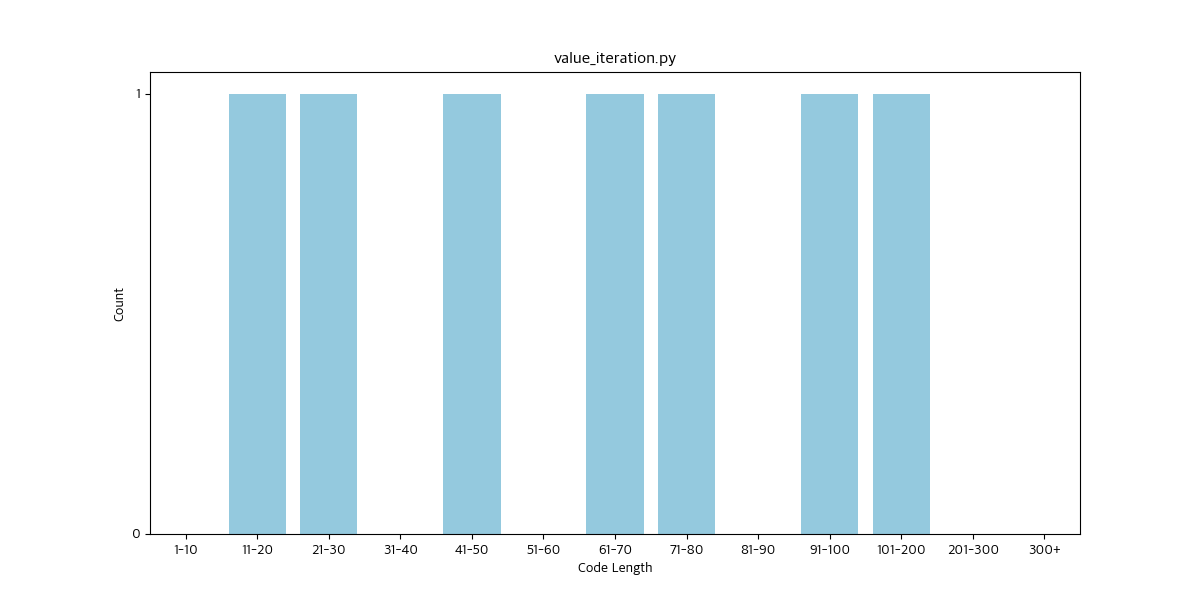 value_iteration.py
1
0
Count
1-10 11-20 21-30 31-40 41-50 51-60 61-70 71-80 81-90 91-100 101-200 201-300 300+
Code Length